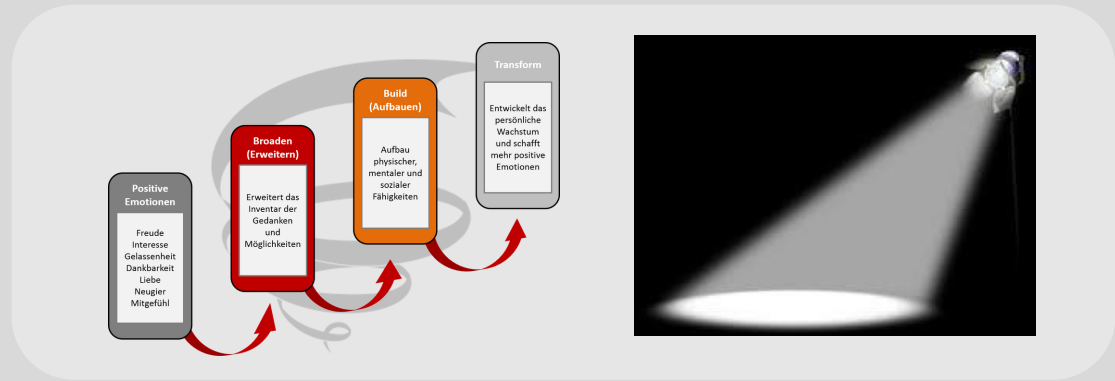 Positive
Emotionen
Freude
Interesse
Gelassenheit
Dankbarkeit
Liebe
Neugier
Mitgefühl
Broaden
(Erweitern)
Erweitert das
Inventar der
Gedanken
und
Möglichkeiten
Build
(Aufbauen)
Aufbau
physischer,
mentaler und
sozialer
Fähigkeiten
Transform
Entwickelt das
persönliche
Wachstum
und schafft
mehr positive
Emotionen